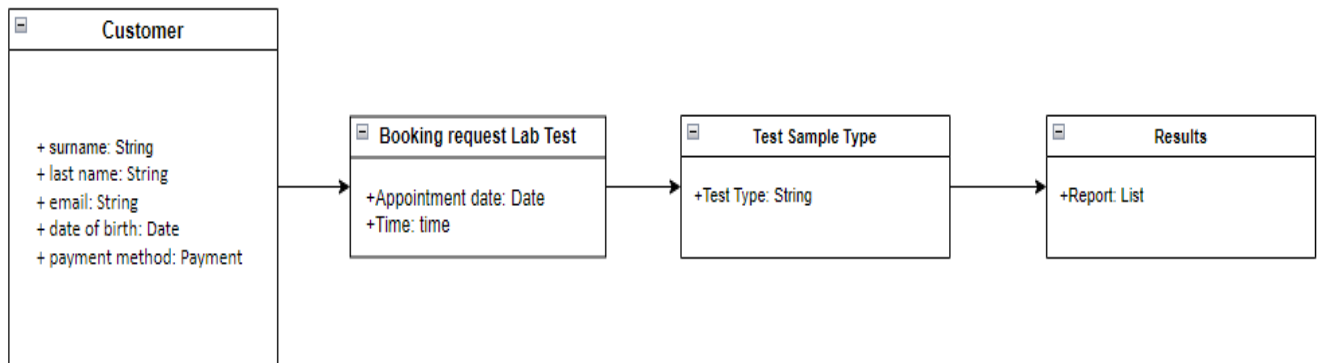 Customer
+ surname: String
+ last name: String
+ email: String
+ date of birth: Date
+ payment method: Payment
Booking request Lab Test
+Appointment date: Date
+Time: time
Test Sample Type
+Test Type: String
Results
+Report: List